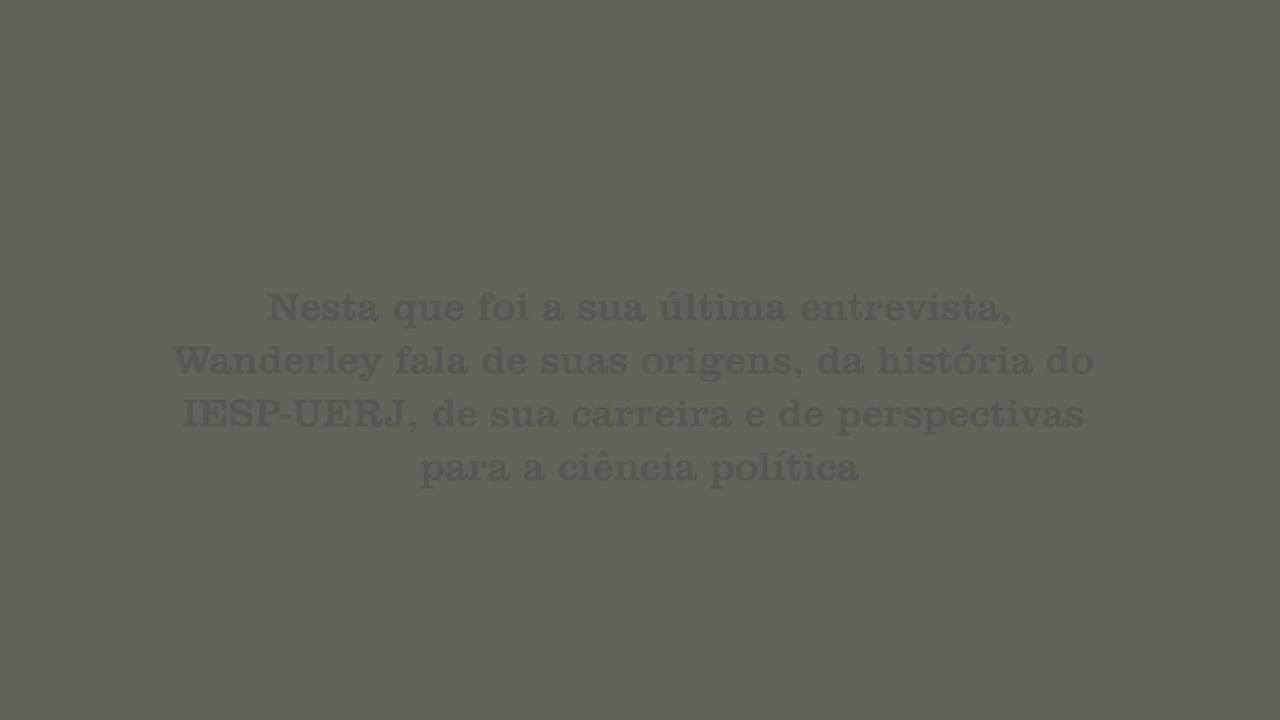 Nesta que foi a sua última entrevista,
Wanderley fala de suas origens, da história do
IESP-UERJ, de sua carreira e de perspectivas
para a ciência política